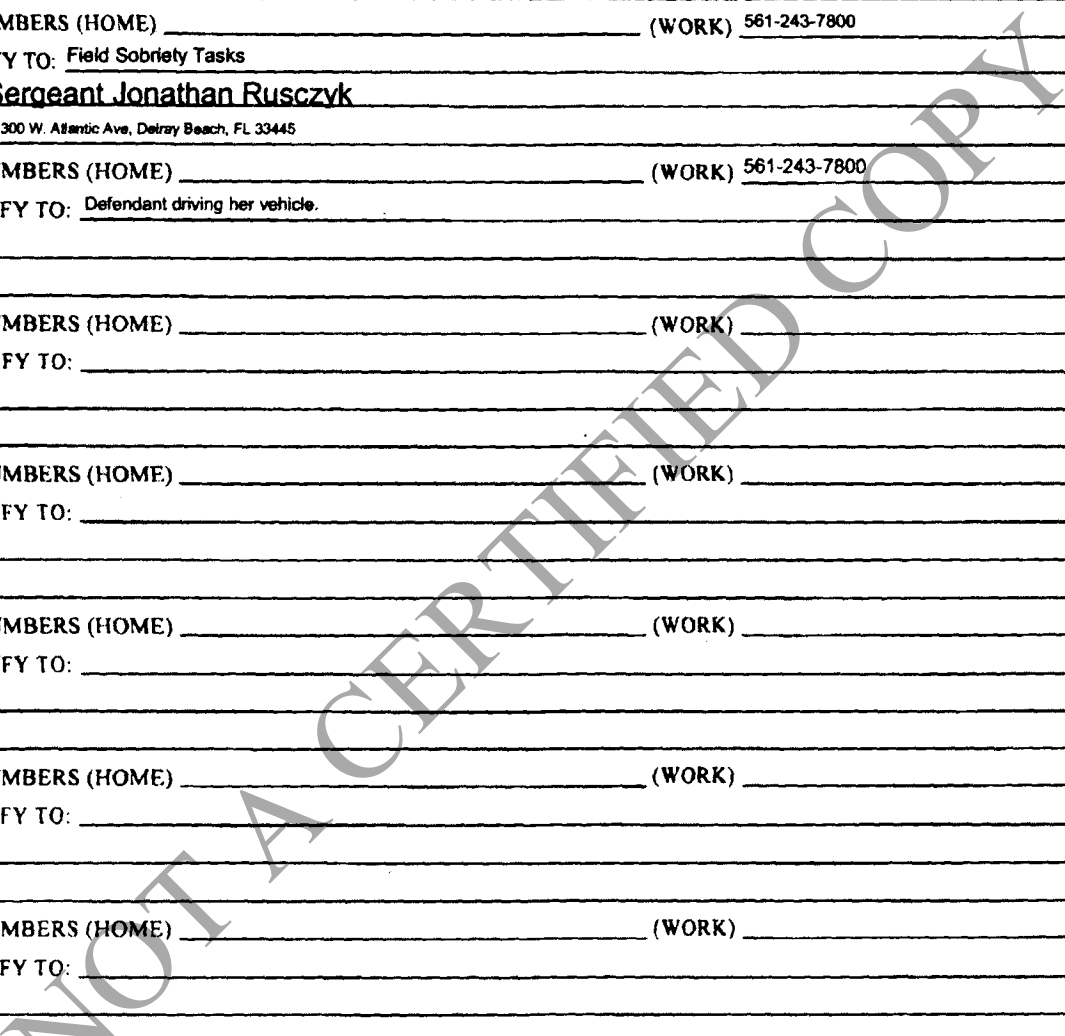 MBERS (HOME) (WORK) 561-243-7800
Y TO: Field Sobriety Tasks
Sergeant Jonathan Rusczyk
300 W. Atlantic Ave, Delray Beach, FL 33445
MBERS (HOME) (WORK) 561-243-7800
FY TO: Defendant driving her vehicle.
MBERS (HOME) (WORK)
FY TO:
MBERS (HOME) (WORK)
FY TO:
MBERS (HOME) (WORK)
FY TO:
MBERS (HOME) (WORK)
FY TO:
MBERS (HOME) (WORK)
FY TO:
NOT A CERTIFIED COPY